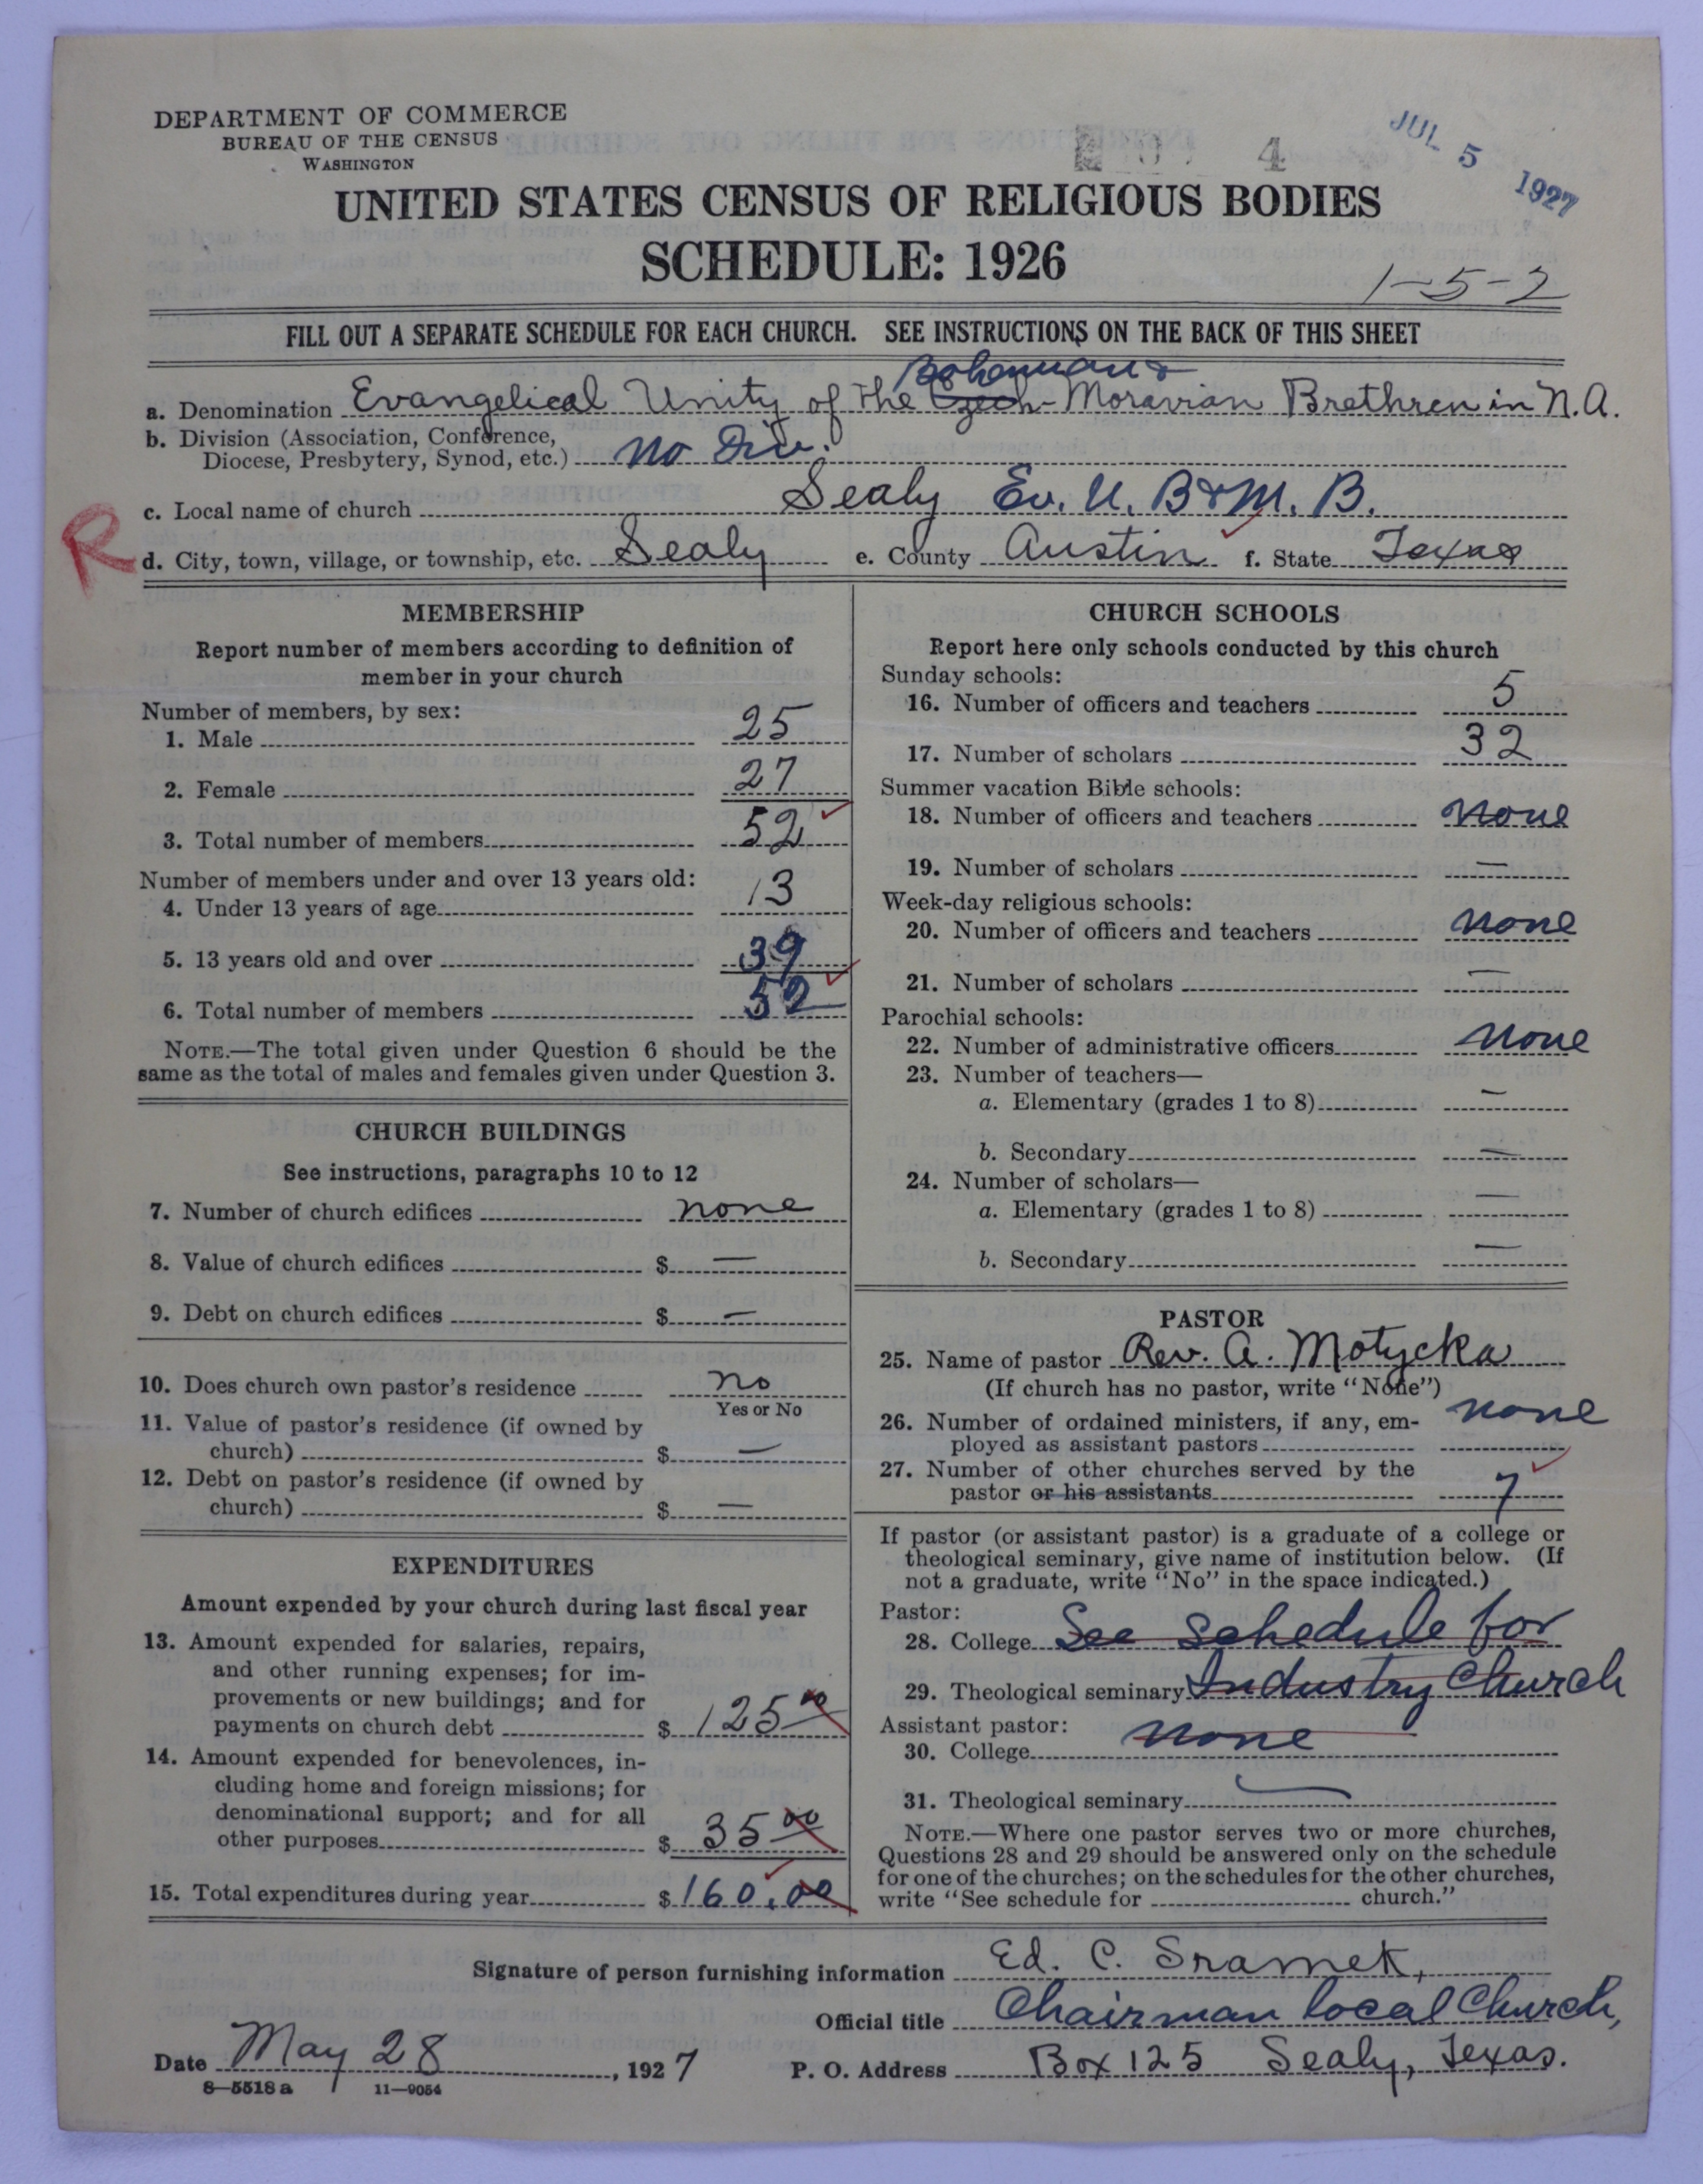 DEPARTMENT OF COMMERCE
BUREAU OF THE CENSUS
WASHINGTON
4
JUL 5 1927
UNITED STATES CENSUS OF RELIGIOUS BODIES
SCHEDULE: 1926
1-5-2
FILL OUT A SEPARATE SCHEDULE FOR EACH CHURCH. SEE INSTRUCTIONS ON THE BACK OF THIS SHEET
Bohemian &
a. Denomination Evangelical Unity of the Czech-Moravian Brethren in N.A.
b. Division (Association, Conference,
Diocese, Presbytery, Synod, etc.) No Div.
c. Local name of church Sealy Ev. U. B & M. B.
R
d. City, town, village, or township, etc. Sealy e. County Austin f. State Texas
MEMBERSHIP
Report number of members according to definition of
member in your church
Number of members, by sex:
1. Male 25
2. Female 27
3. Total number of members 52
Number of members under and over 13 years old:
4. Under 13 years of age 13
5. 13 years old and over 39
6. Total number of members 52
NOTE.—The total given under Question 6 should be the
same as the total of males and females given under Question 3.
CHURCH BUILDINGS
See instructions, paragraphs 10 to 12
7. Number of church edifices none
8. Value of church edifices $ —
9. Debt on church edifices $ —
10. Does church own pastor's residence no
Yes or No
11. Value of pastor's residence (if owned by
church) $ —
12. Debt on pastor's residence (if owned by
church) $ —
EXPENDITURES
Amount expended by your church during last fiscal year
13. Amount expended for salaries, repairs,
and other running expenses; for im-
provements or new buildings; and for
payments on church debt $ 125 00
14. Amount expended for benevolences, in-
cluding home and foreign missions; for
denominational support; and for all
other purposes $ 35 00
15. Total expenditures during year $ 160.00
CHURCH SCHOOLS
Report here only schools conducted by this church
Sunday schools:
16. Number of officers and teachers 5
17. Number of scholars 32
Summer vacation Bible schools:
18. Number of officers and teachers None
19. Number of scholars —
Week-day religious schools:
20. Number of officers and teachers None
21. Number of scholars —
Parochial schools:
22. Number of administrative officers None
23. Number of teachers—
a. Elementary (grades 1 to 8) —
b. Secondary —
24. Number of scholars—
a. Elementary (grades 1 to 8) —
b. Secondary —
PASTOR
25. Name of pastor Rev. A. Motycka
(If church has no pastor, write "None")
26. Number of ordained ministers, if any, em-
ployed as assistant pastors None
27. Number of other churches served by the
pastor or his assistants 7
If pastor (or assistant pastor) is a graduate of a college or
theological seminary, give name of institution below. (If
not a graduate, write "No" in the space indicated.)
Pastor:
28. College See schedule for
29. Theological seminary Industry Church
Assistant pastor:
30. College None
31. Theological seminary —
NOTE.—Where one pastor serves two or more churches,
Questions 28 and 29 should be answered only on the schedule
for one of the churches; on the schedules for the other churches,
write "See schedule for church."
Signature of person furnishing information Ed. C. Sramek,
Official title Chairman local Church,
Date May 28, 1927 P. O. Address Box 125 Sealy, Texas.
8—5518 a 11—9054